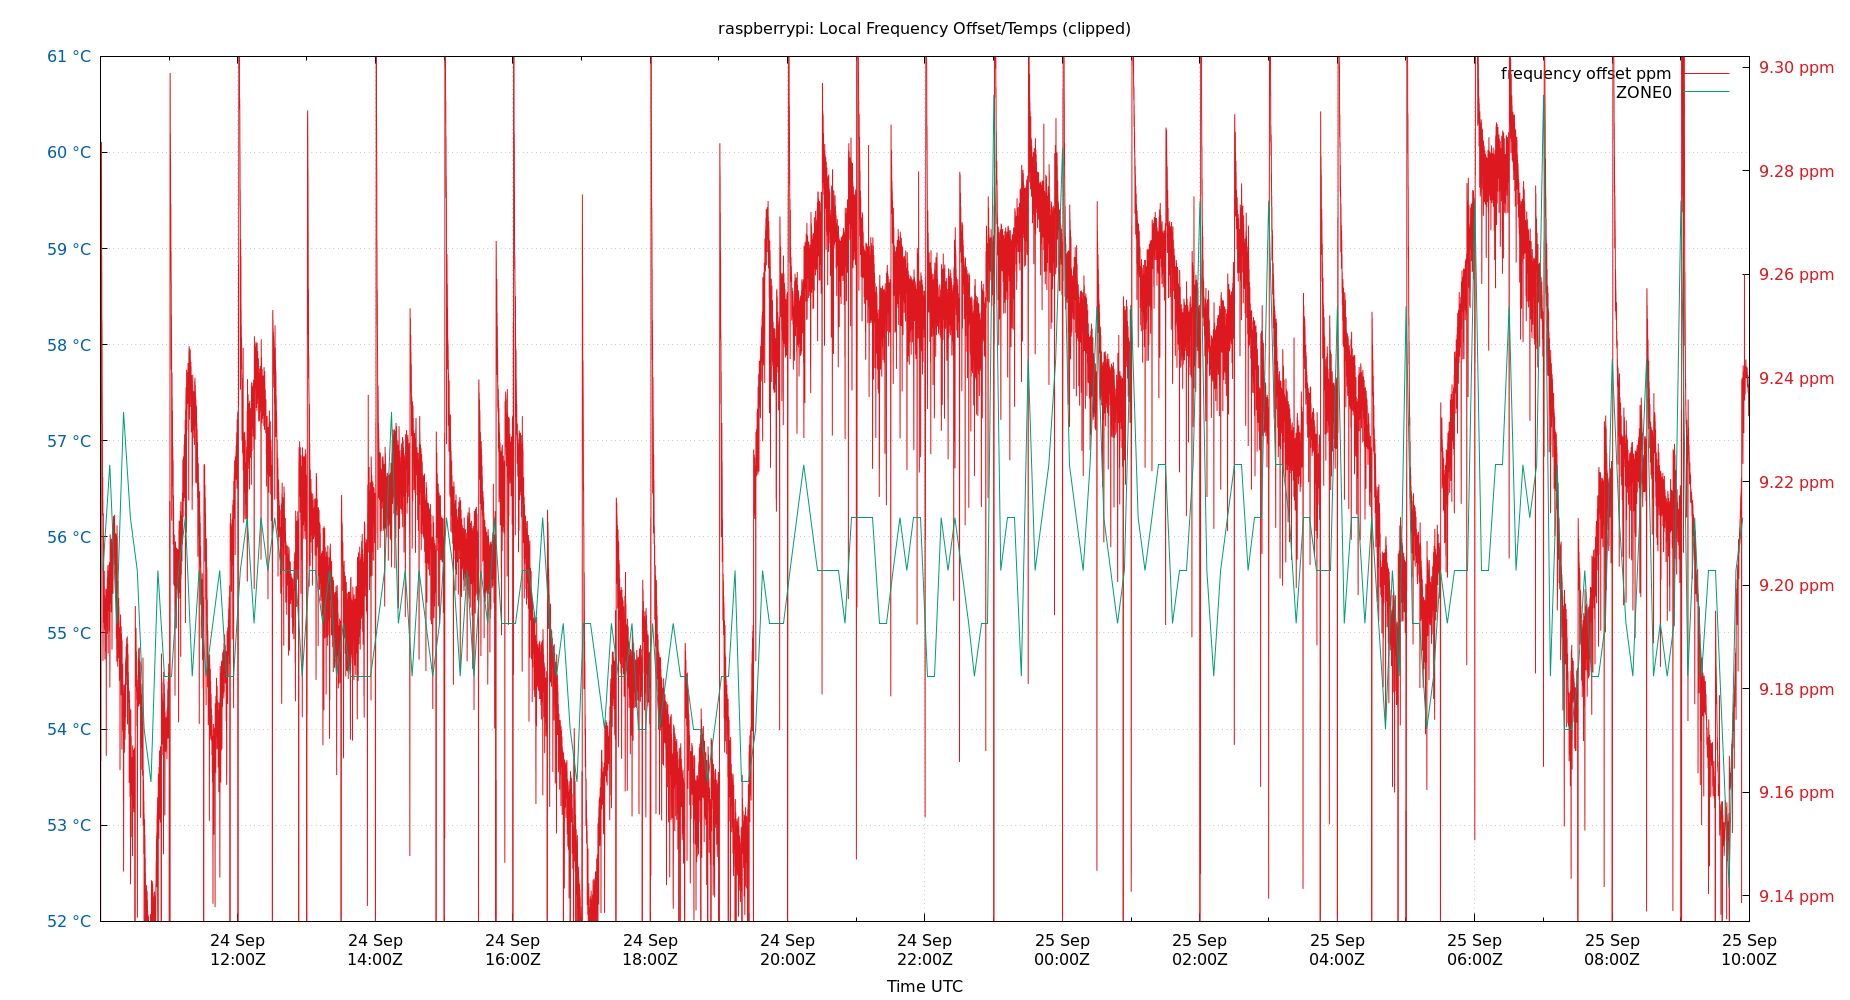 raspberrypi: Local Frequency Offset/Temps (clipped)
61 °C
60 °C
59 °C
58 °C
57 °C
56 °C
55 °C
54 °C
53 °C
52 °C
frequency offset ppm
ZONE0
9.30 ppm
9.28 ppm
9.26 ppm
9.24 ppm
9.22 ppm
9.20 ppm
9.18 ppm
9.16 ppm
9.14 ppm
24 Sep
12:00Z
24 Sep
14:00Z
24 Sep
16:00Z
24 Sep
18:00Z
24 Sep
20:00Z
24 Sep
22:00Z
25 Sep
00:00Z
25 Sep
02:00Z
25 Sep
04:00Z
25 Sep
06:00Z
25 Sep
08:00Z
25 Sep
10:00Z
Time UTC